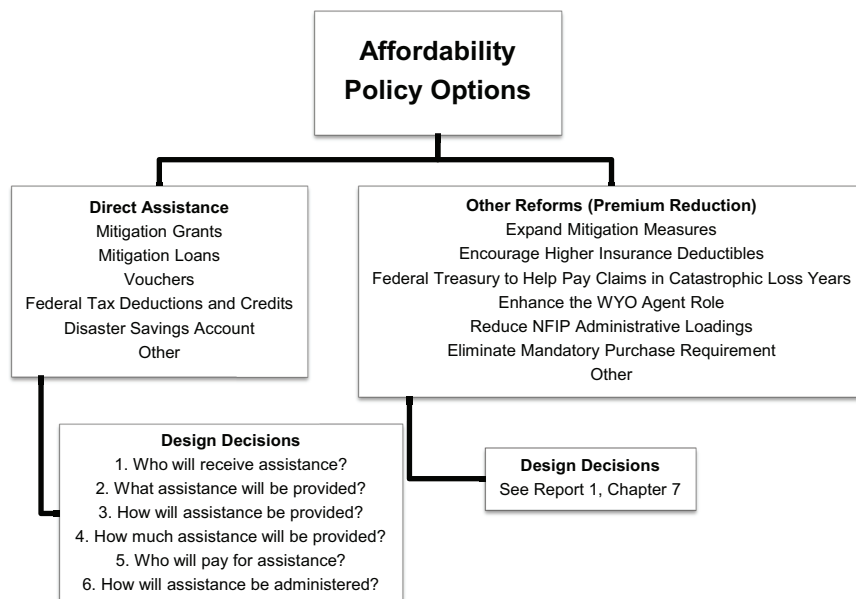 Affordability
Policy Options
Direct Assistance
Mitigation Grants
Mitigation Loans
Vouchers
Federal Tax Deductions and Credits
Disaster Savings Account
Other
Other Reforms (Premium Reduction)
Expand Mitigation Measures
Encourage Higher Insurance Deductibles
Federal Treasury to Help Pay Claims in Catastrophic Loss Years
Enhance the WYO Agent Role
Reduce NFIP Administrative Loadings
Eliminate Mandatory Purchase Requirement
Other
Design Decisions
1. Who will receive assistance?
2. What assistance will be provided?
3. How will assistance be provided?
4. How much assistance will be provided?
5. Who will pay for assistance?
6. How will assistance be administered?
Design Decisions
See Report 1, Chapter 7